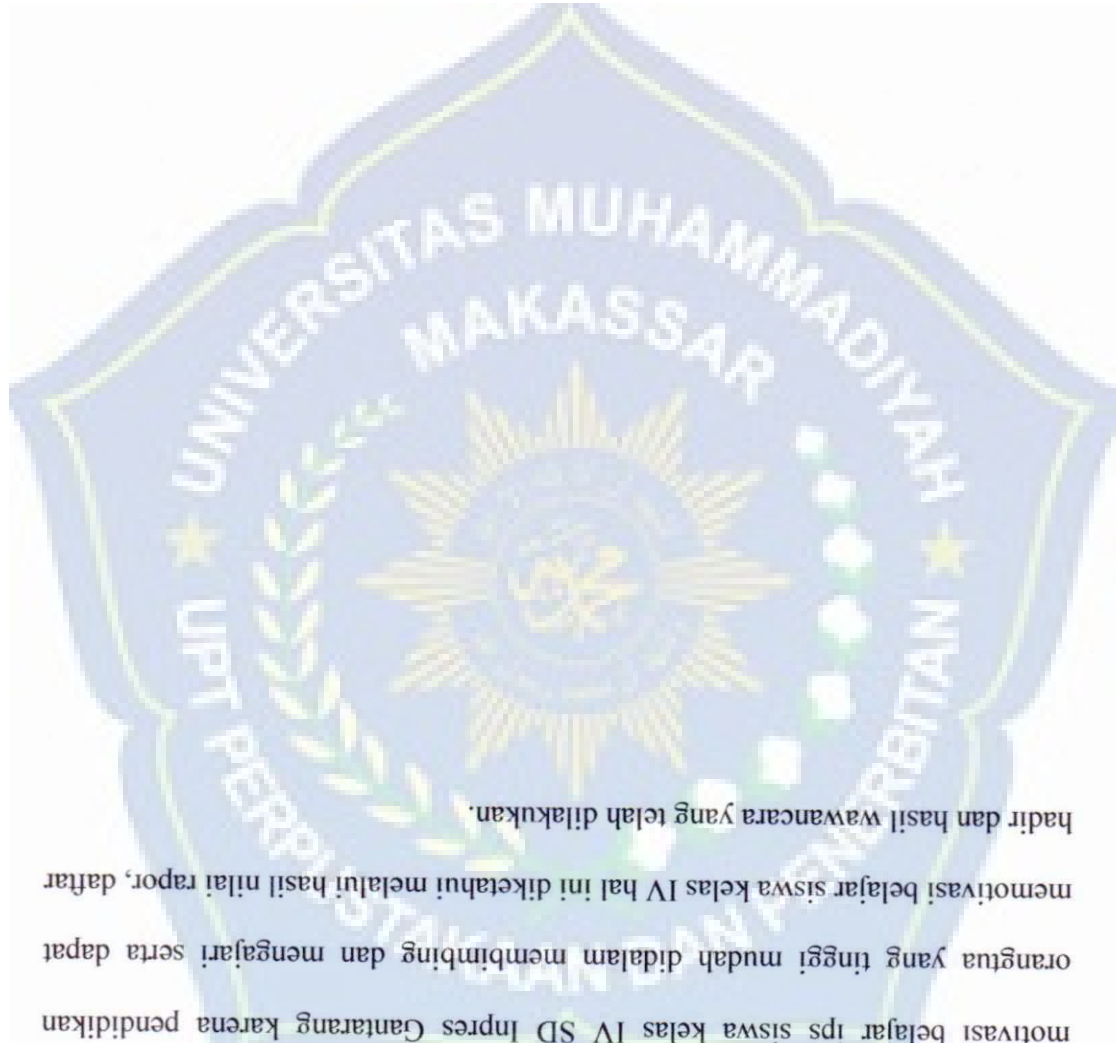 UNIVERSITAS MUHAMMADIYAH
MAKASSAR
UPT PERPUSTAKAAN DAN PENERBITAN
motivasi belajar ips siswa kelas IV SD Inpres Gantarang karena pendidikan
orangtua yang tinggi mudah didalam membimbing dan mengajari serta dapat
memotivasi belajar siswa kelas IV hal ini diketahui melalui hasil nilai rapor, daftar
hadir dan hasil wawancara yang telah dilakukan.